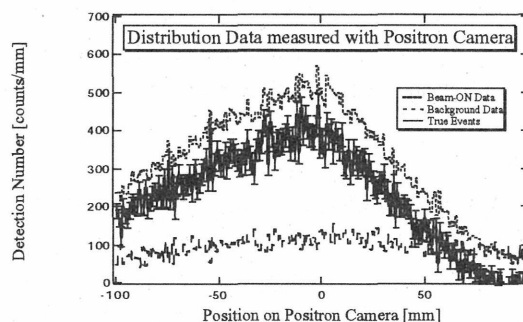 Distribution Data measured with Positron Camera
Detection Number [counts/mm]
700
600
500
400
300
200
100
0
Beam-ON Data
Background Data
True Events
-100
-50
0
50
Position on Positron Camera [mm]